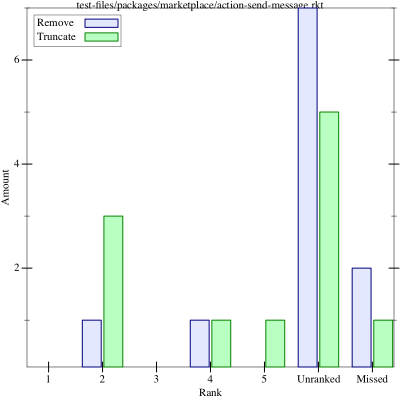 test-files/packages/marketplace/action-send-message.rkt
Remove
Truncate
6
4
2
Amount
1 2 3 4 5 Unranked Missed
Rank